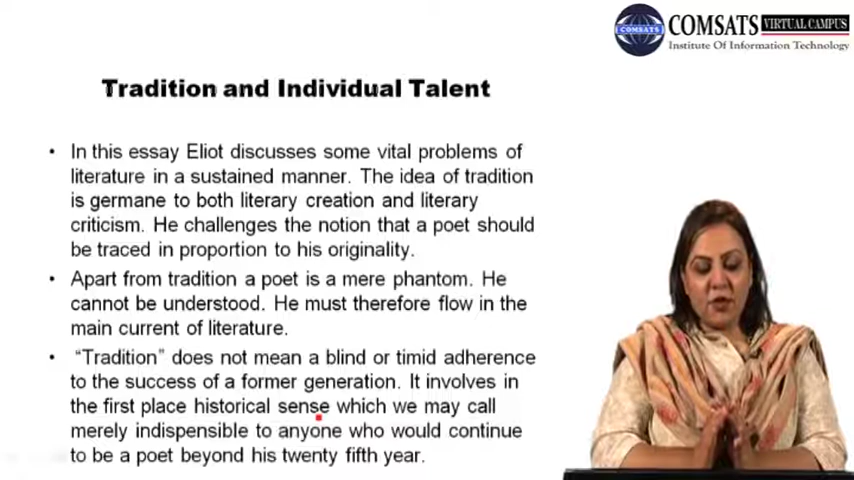 COMSATS VIRTUAL CAMPUS
Institute Of Information Technology
COMSATS
Tradition and Individual Talent
• In this essay Eliot discusses some vital problems of
literature in a sustained manner. The idea of tradition
is germane to both literary creation and literary
criticism. He challenges the notion that a poet should
be traced in proportion to his originality.
• Apart from tradition a poet is a mere phantom. He
cannot be understood. He must therefore flow in the
main current of literature.
• “Tradition” does not mean a blind or timid adherence
to the success of a former generation. It involves in
the first place historical sense which we may call
merely indispensible to anyone who would continue
to be a poet beyond his twenty fifth year.